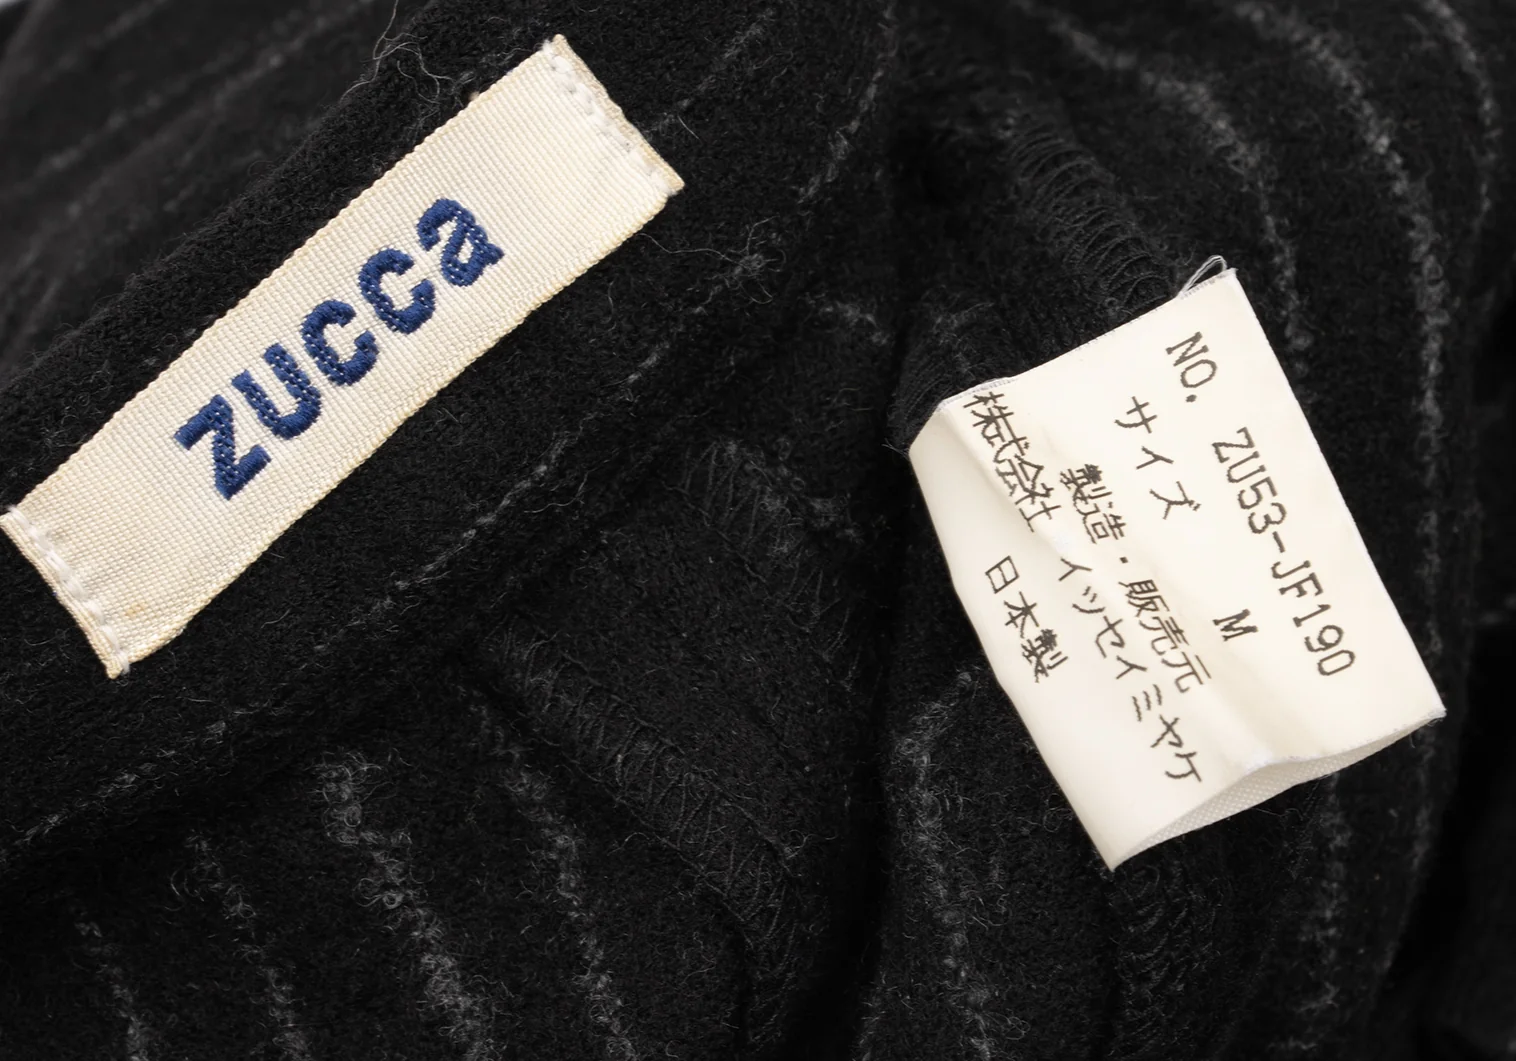 zucca
NO. ZU53-JF190
サイズ M
製造・販売元
株式会社 イッセイミヤケ
日本製